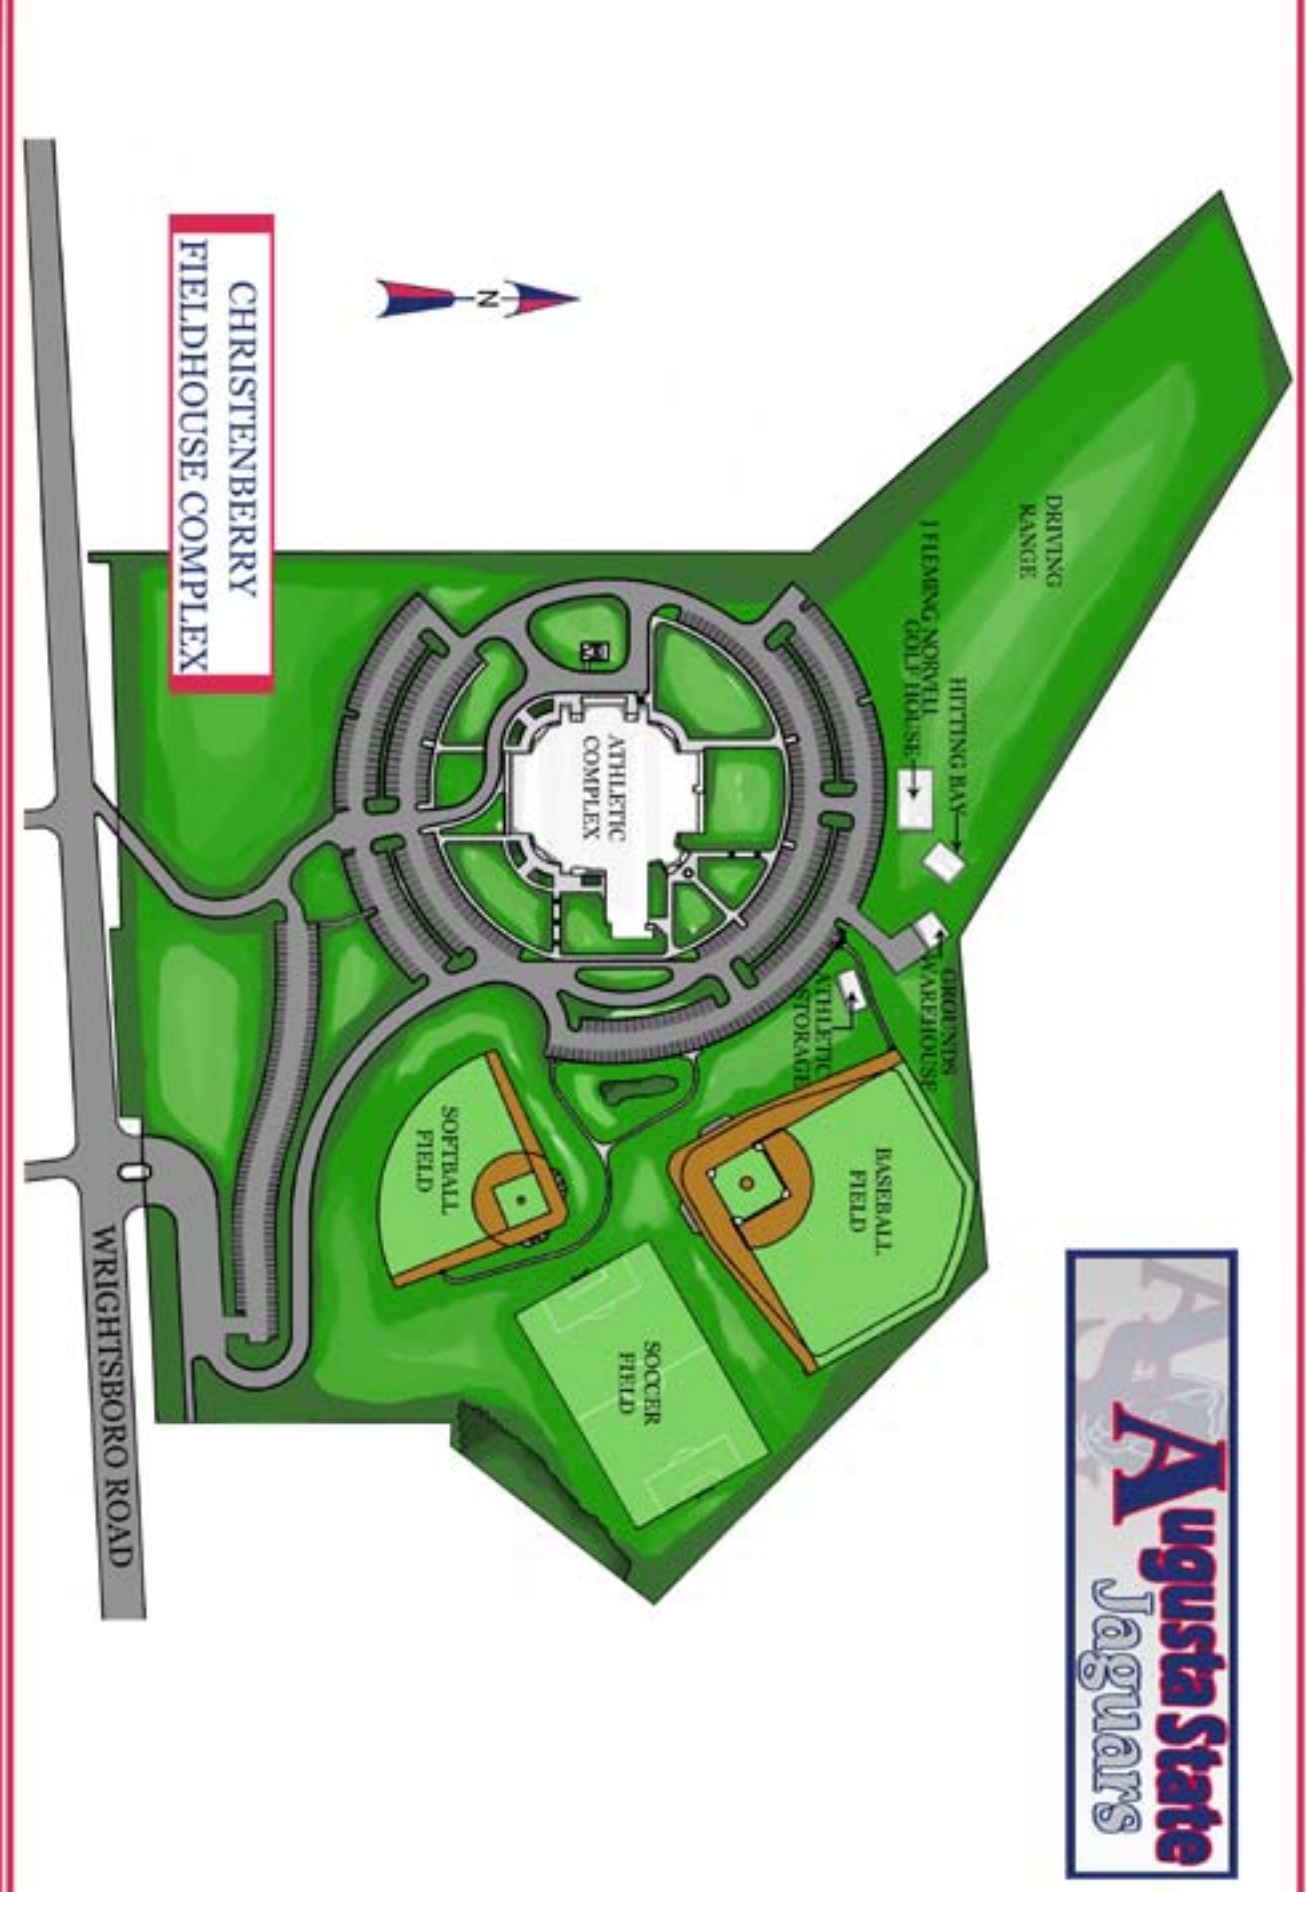 Augusta State
Jaguars
DRIVING
RANGE
HITTING BAY
J FLEMING NORVELL
GOLF HOUSE
GROUNDS
WAREHOUSE
ATHLETIC
STORAGE
BASEBALL
FIELD
ATHLETIC
COMPLEX
SOCCER
FIELD
SOFTBALL
FIELD
N
CHRISTENBERRY
FIELDHOUSE COMPLEX
WRIGHTSBORO ROAD